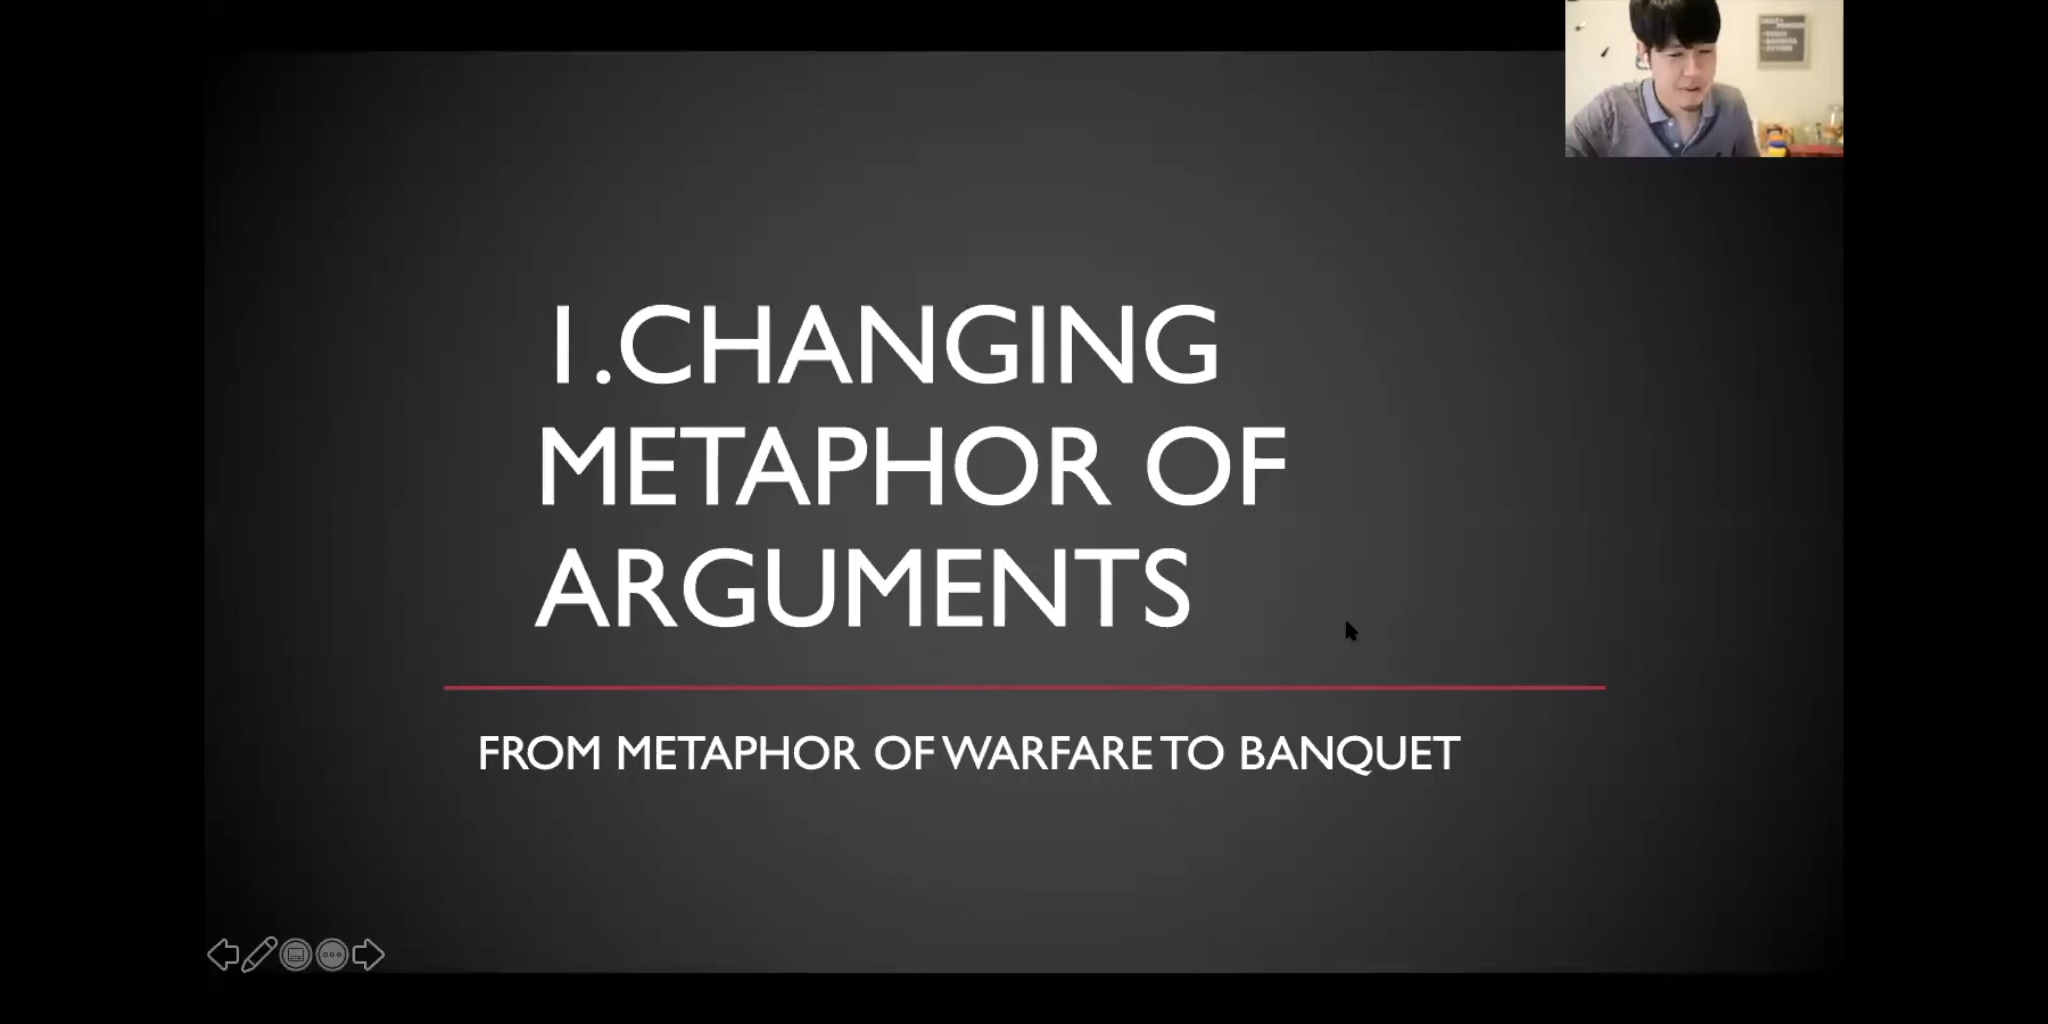 1.CHANGING
METAPHOR OF
ARGUMENTS
FROM METAPHOR OF WARFARE TO BANQUET